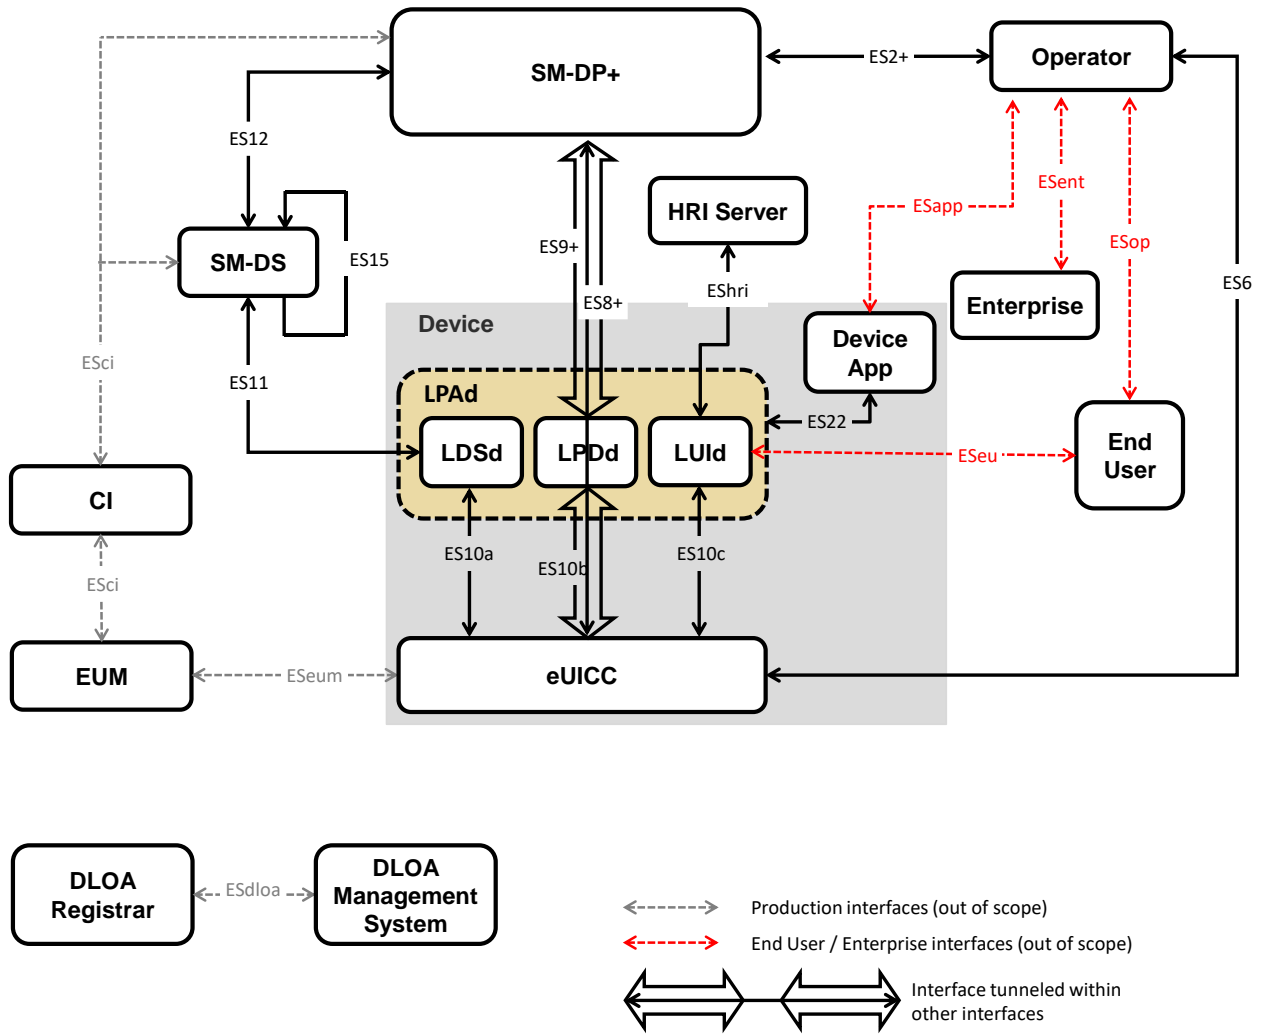 SM-DP+
ES2+
Operator
ES12
ESapp
ESent
ESop
HRI Server
SM-DS
ES15
ES9+
ES8+
EShri
ES6
Enterprise
Device
Device
App
ESci
ES11
LPAd
ES22
LDSd
LPDd
LUId
ESeu
End
User
CI
ES10a
ES10b
ES10c
ESci
EUM
ESeum
eUICC
DLOA
Registrar
ESdloa
DLOA
Management
System
Production interfaces (out of scope)
End User / Enterprise interfaces (out of scope)
Interface tunneled within
other interfaces